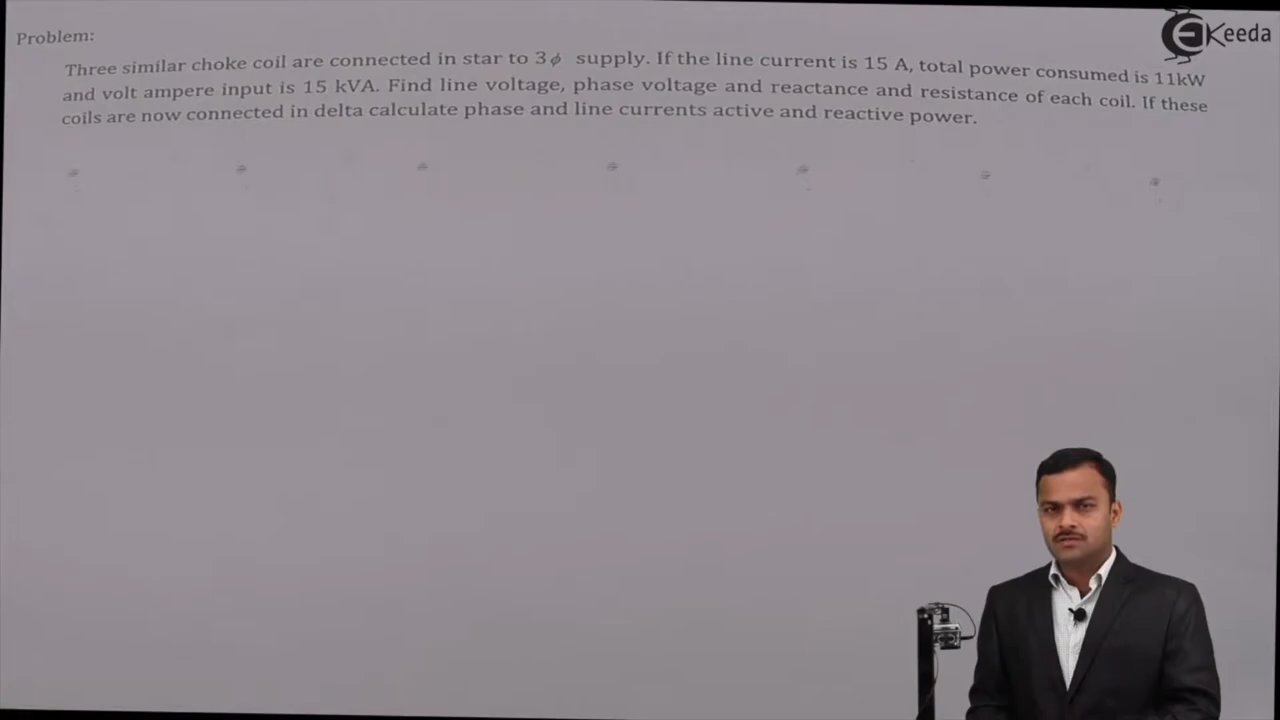 Keeda
Problem:
Three similar choke coil are connected in star to 3ϕ supply. If the line current is 15 A, total power consumed is 11kW
and volt ampere input is 15 kVA. Find line voltage, phase voltage and reactance and resistance of each coil. If these
coils are now connected in delta calculate phase and line currents active and reactive power.